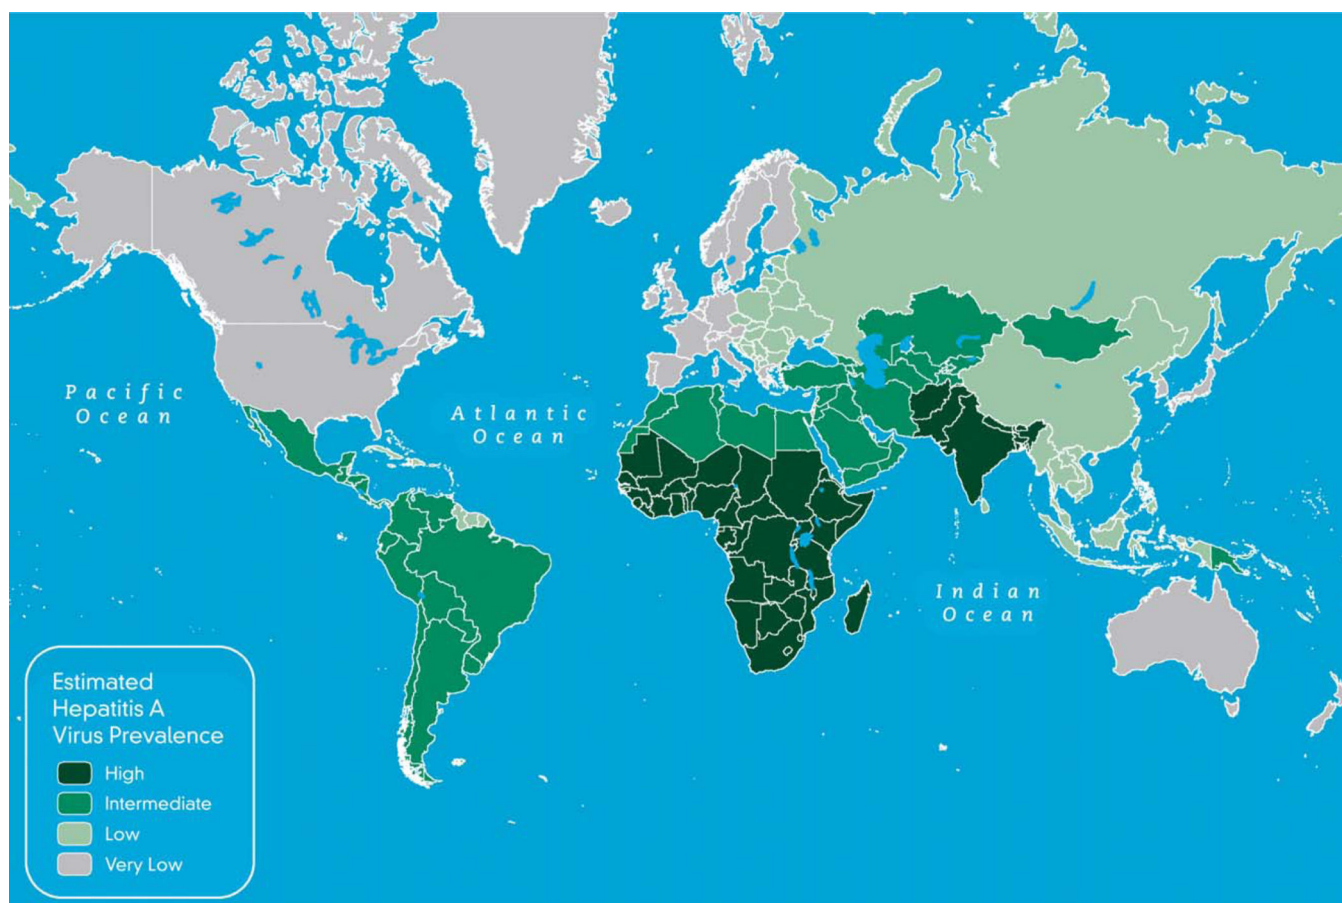 Pacific
Ocean
Atlantic
Ocean
Indian
Ocean
Estimated
Hepatitis A
Virus Prevalence
High
Intermediate
Low
Very Low